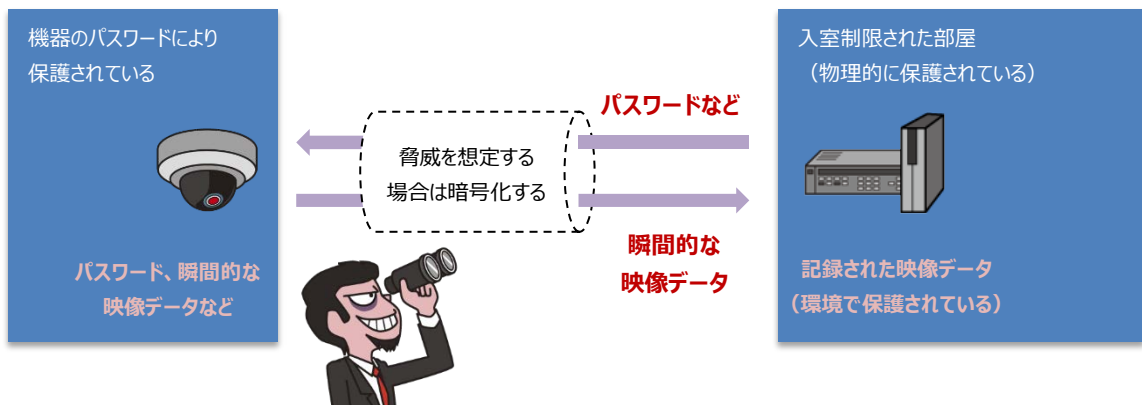 機器のパスワードにより
保護されている
パスワード、瞬間的な
映像データなど
脅威を想定する
場合は暗号化する
パスワードなど
瞬間的な
映像データ
入室制限された部屋
（物理的に保護されている）
記録された映像データ
（環境で保護されている）